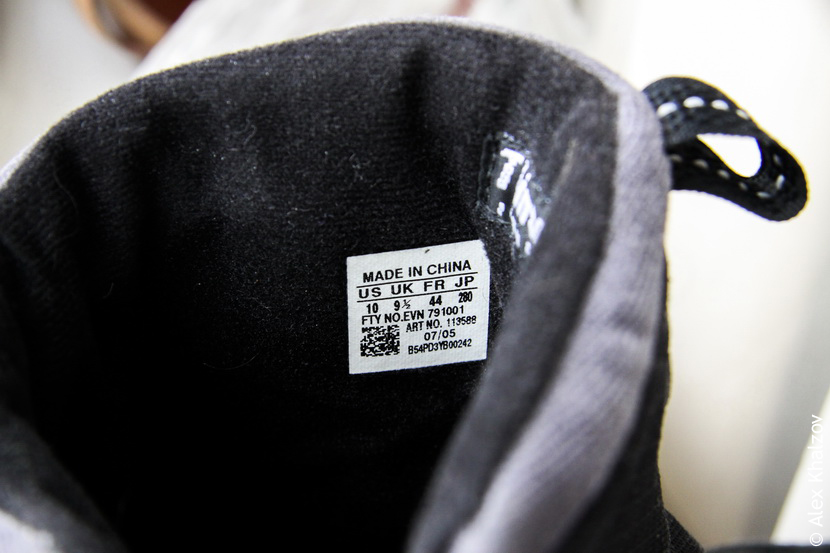 MADE IN CHINA
US UK FR JP
10 9½ 44 280
FTY NO.EVN 791001
ART NO. 113588
07/05
B54PD3YB00242
© Alex Khalzov